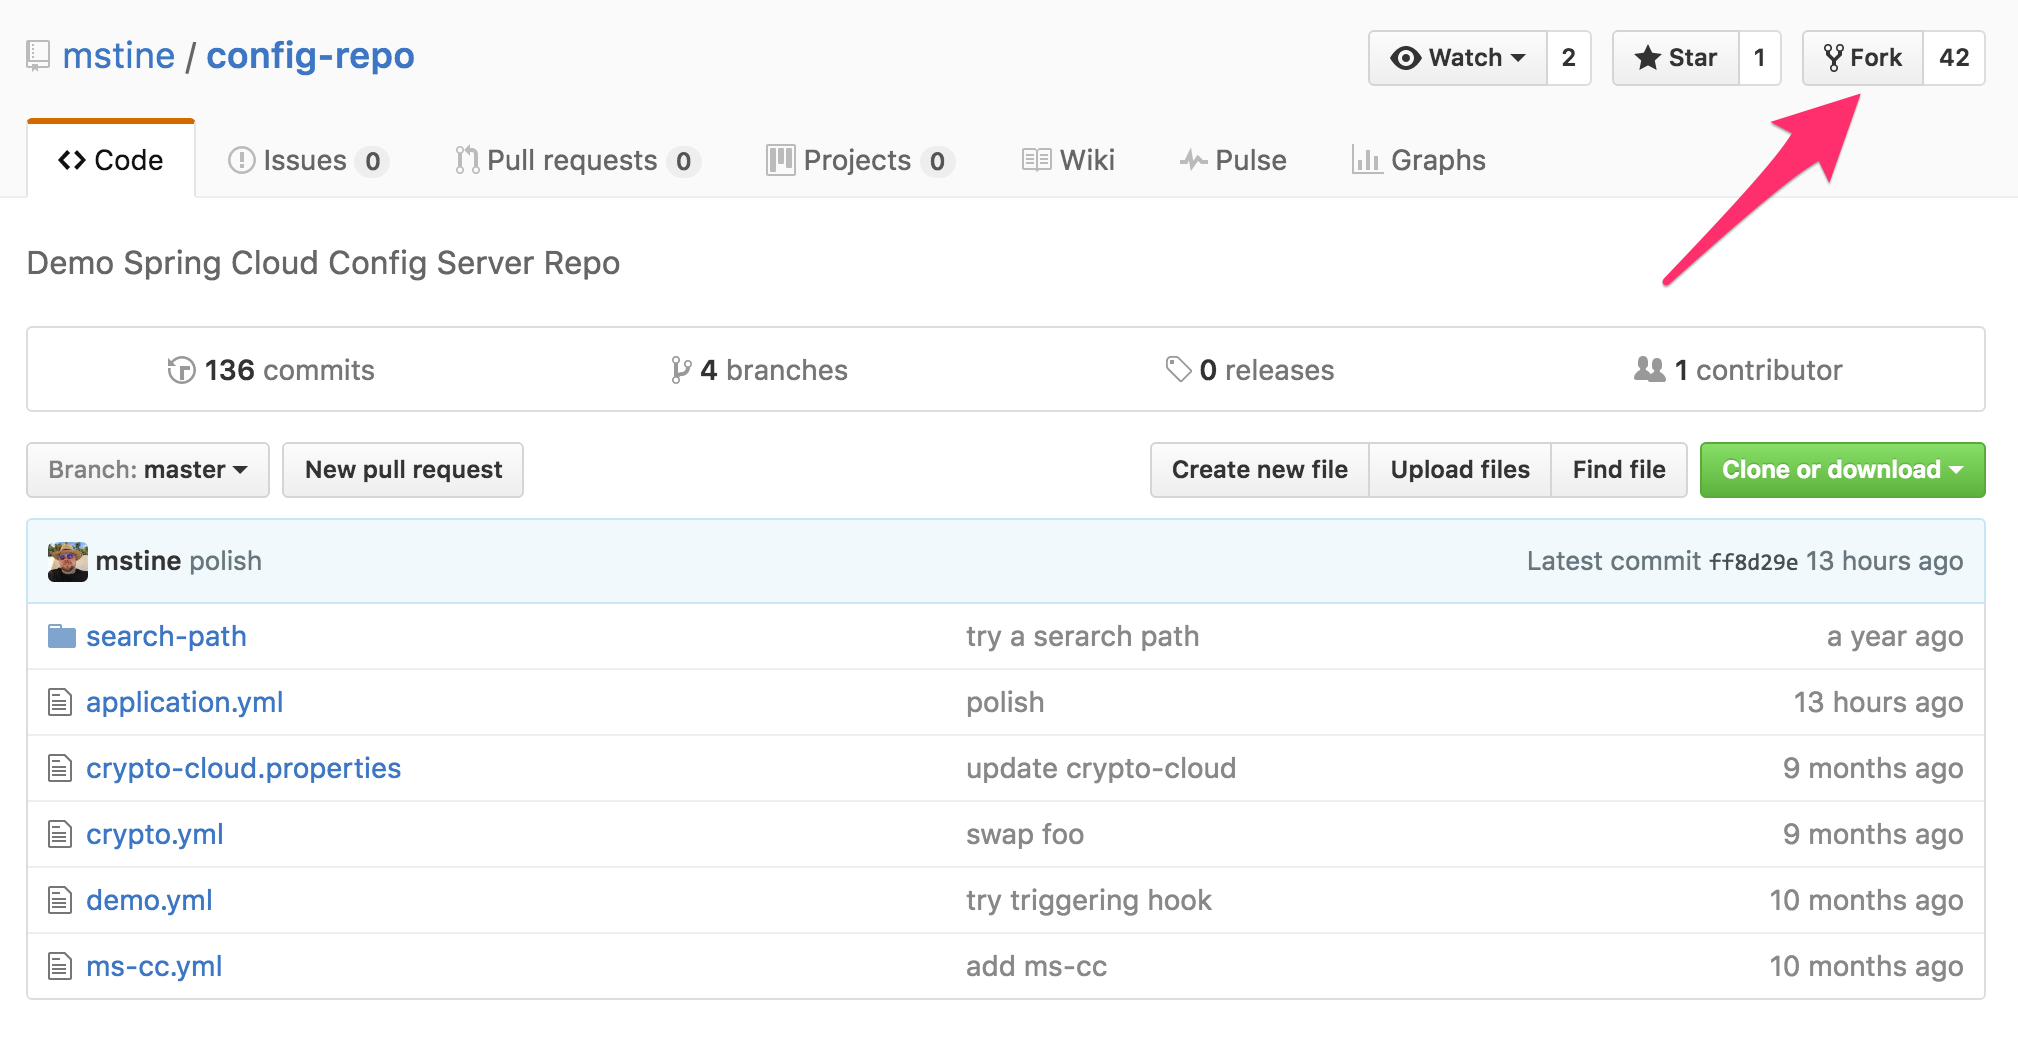 mstine / config-repo
Watch 2 Star 1 Fork 42
Code Issues 0 Pull requests 0 Projects 0 Wiki Pulse Graphs
Demo Spring Cloud Config Server Repo
136 commits 4 branches 0 releases 1 contributor
Branch: master New pull request Create new file Upload files Find file Clone or download
mstine polish Latest commit ff8d29e 13 hours ago
search-path try a serarch path a year ago
application.yml polish 13 hours ago
crypto-cloud.properties update crypto-cloud 9 months ago
crypto.yml swap foo 9 months ago
demo.yml try triggering hook 10 months ago
ms-cc.yml add ms-cc 10 months ago